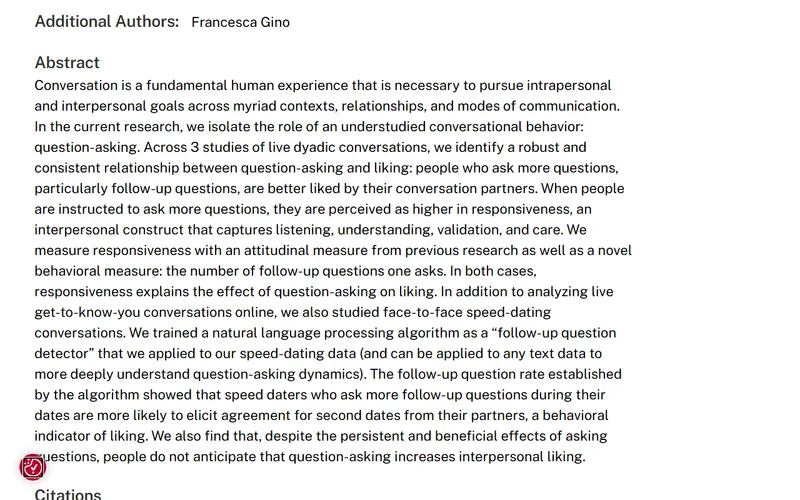 Additional Authors: Francesca Gino
Abstract
Conversation is a fundamental human experience that is necessary to pursue intrapersonal
and interpersonal goals across myriad contexts, relationships, and modes of communication.
In the current research, we isolate the role of an understudied conversational behavior:
question-asking. Across 3 studies of live dyadic conversations, we identify a robust and
consistent relationship between question-asking and liking: people who ask more questions,
particularly follow-up questions, are better liked by their conversation partners. When people
are instructed to ask more questions, they are perceived as higher in responsiveness, an
interpersonal construct that captures listening, understanding, validation, and care. We
measure responsiveness with an attitudinal measure from previous research as well as a novel
behavioral measure: the number of follow-up questions one asks. In both cases,
responsiveness explains the effect of question-asking on liking. In addition to analyzing live
get-to-know-you conversations online, we also studied face-to-face speed-dating
conversations. We trained a natural language processing algorithm as a “follow-up question
detector” that we applied to our speed-dating data (and can be applied to any text data to
more deeply understand question-asking dynamics). The follow-up question rate established
by the algorithm showed that speed daters who ask more follow-up questions during their
dates are more likely to elicit agreement for second dates from their partners, a behavioral
indicator of liking. We also find that, despite the persistent and beneficial effects of asking
questions, people do not anticipate that question-asking increases interpersonal liking.
Citations